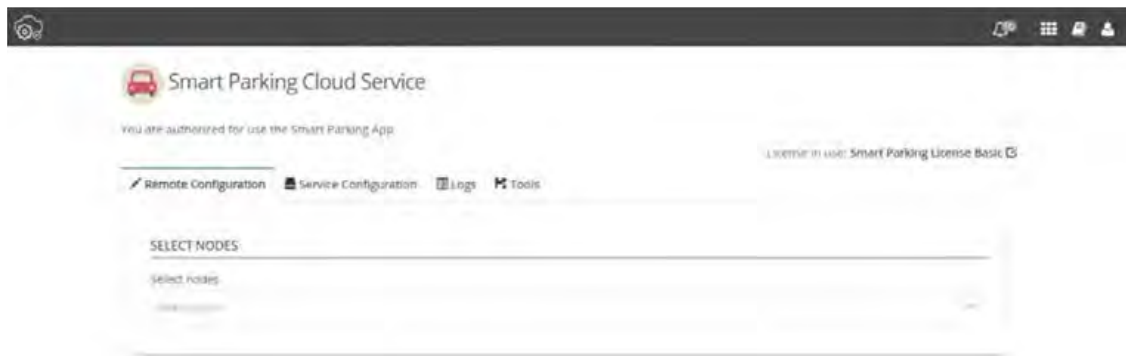 Smart Parking Cloud Service
You are authorized for use the Smart Parking App
License in use: Smart Parking License Basic
Remote Configuration Service Configuration Logs Tools
SELECT NODES
Select nodes